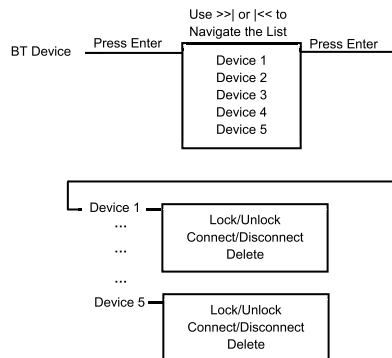 Use >>| or |<< to
Navigate the List
BT Device
Press Enter
Press Enter
Device 1
Device 2
Device 3
Device 4
Device 5
Device 1
Lock/Unlock
Connect/Disconnect
Delete
...
...
...
Device 5
Lock/Unlock
Connect/Disconnect
Delete